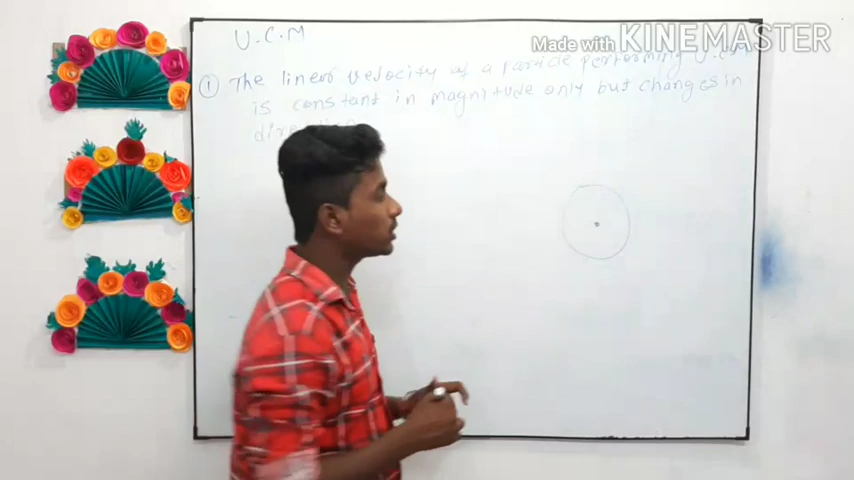 U.C.M
Made with KINEMASTER
① The linear velocity of a particle performing U.C.M
is constant in magnitude only but changes in